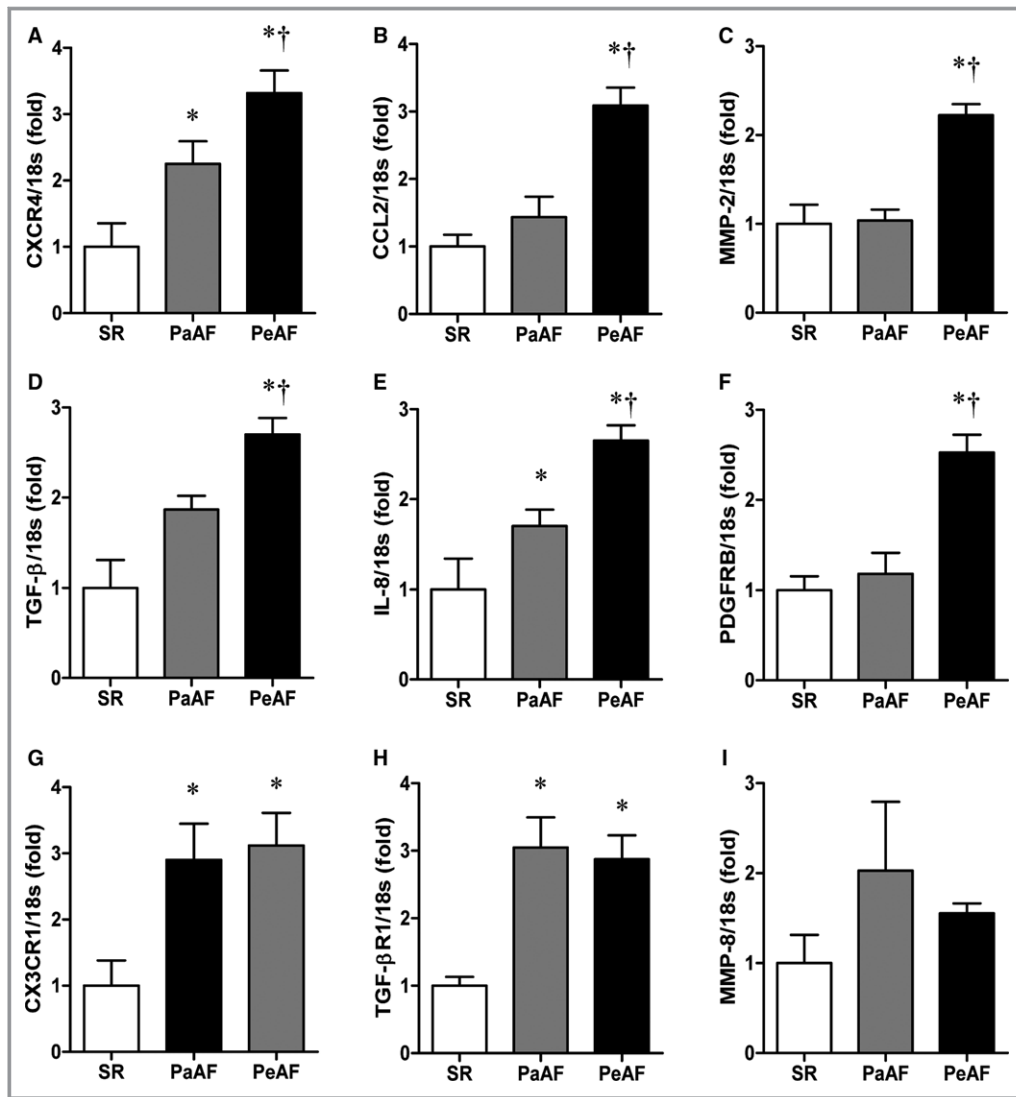 A
CXCR4/18s (fold)
4
3
2
1
0
*
*†
SR PaAF PeAF
B
CCL2/18s (fold)
4
3
2
1
0
*†
SR PaAF PeAF
C
MMP-2/18s (fold)
3
2
1
0
*†
SR PaAF PeAF
D
TGF-β/18s (fold)
3
2
1
0
*†
SR PaAF PeAF
E
IL-8/18s (fold)
3
2
1
0
*
*†
SR PaAF PeAF
F
PDGFRB/18s (fold)
3
2
1
0
*†
SR PaAF PeAF
G
CX3CR1/18s (fold)
4
3
2
1
0
*
*
SR PaAF PeAF
H
TGF-βR1/18s (fold)
4
3
2
1
0
*
*
SR PaAF PeAF
I
MMP-8/18s (fold)
3
2
1
0
SR PaAF PeAF